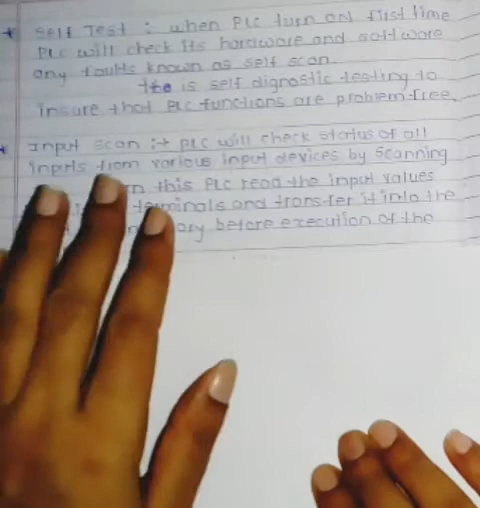 * Self Test : when PLC turn on first time
PLC will check its hardware and software
any faults known as self scan.
is self dignostic testing to
insure that PLC functions are problem-free.
* Input scan :→ PLC will check status of all
inputs from various input devices by scanning
this PLC read the input values
terminals and transfer it into the
ory before execution of the